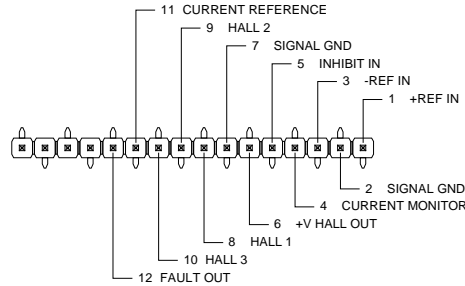 11 CURRENT REFERENCE
9 HALL 2
7 SIGNAL GND
5 INHIBIT IN
3 -REF IN
1 +REF IN
2 SIGNAL GND
4 CURRENT MONITOR
6 +V HALL OUT
8 HALL 1
10 HALL 3
12 FAULT OUT